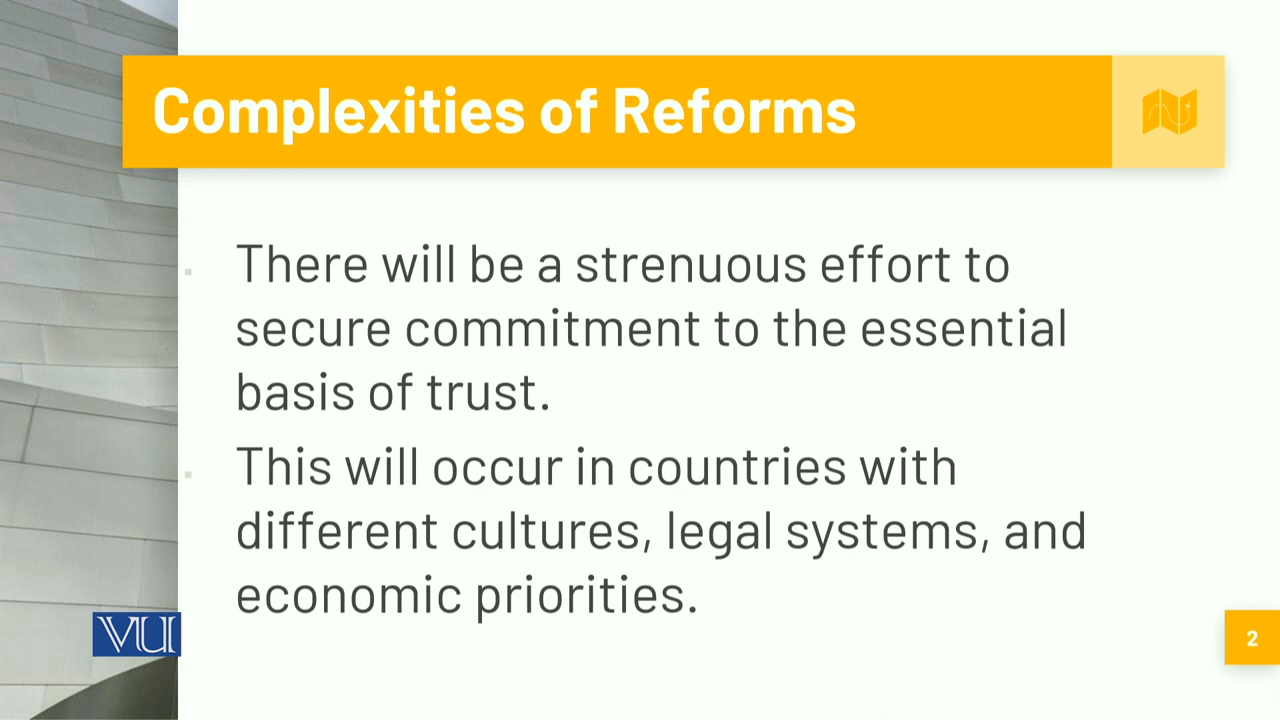 Complexities of Reforms
There will be a strenuous effort to
secure commitment to the essential
basis of trust.
This will occur in countries with
different cultures, legal systems, and
economic priorities.
VU
2